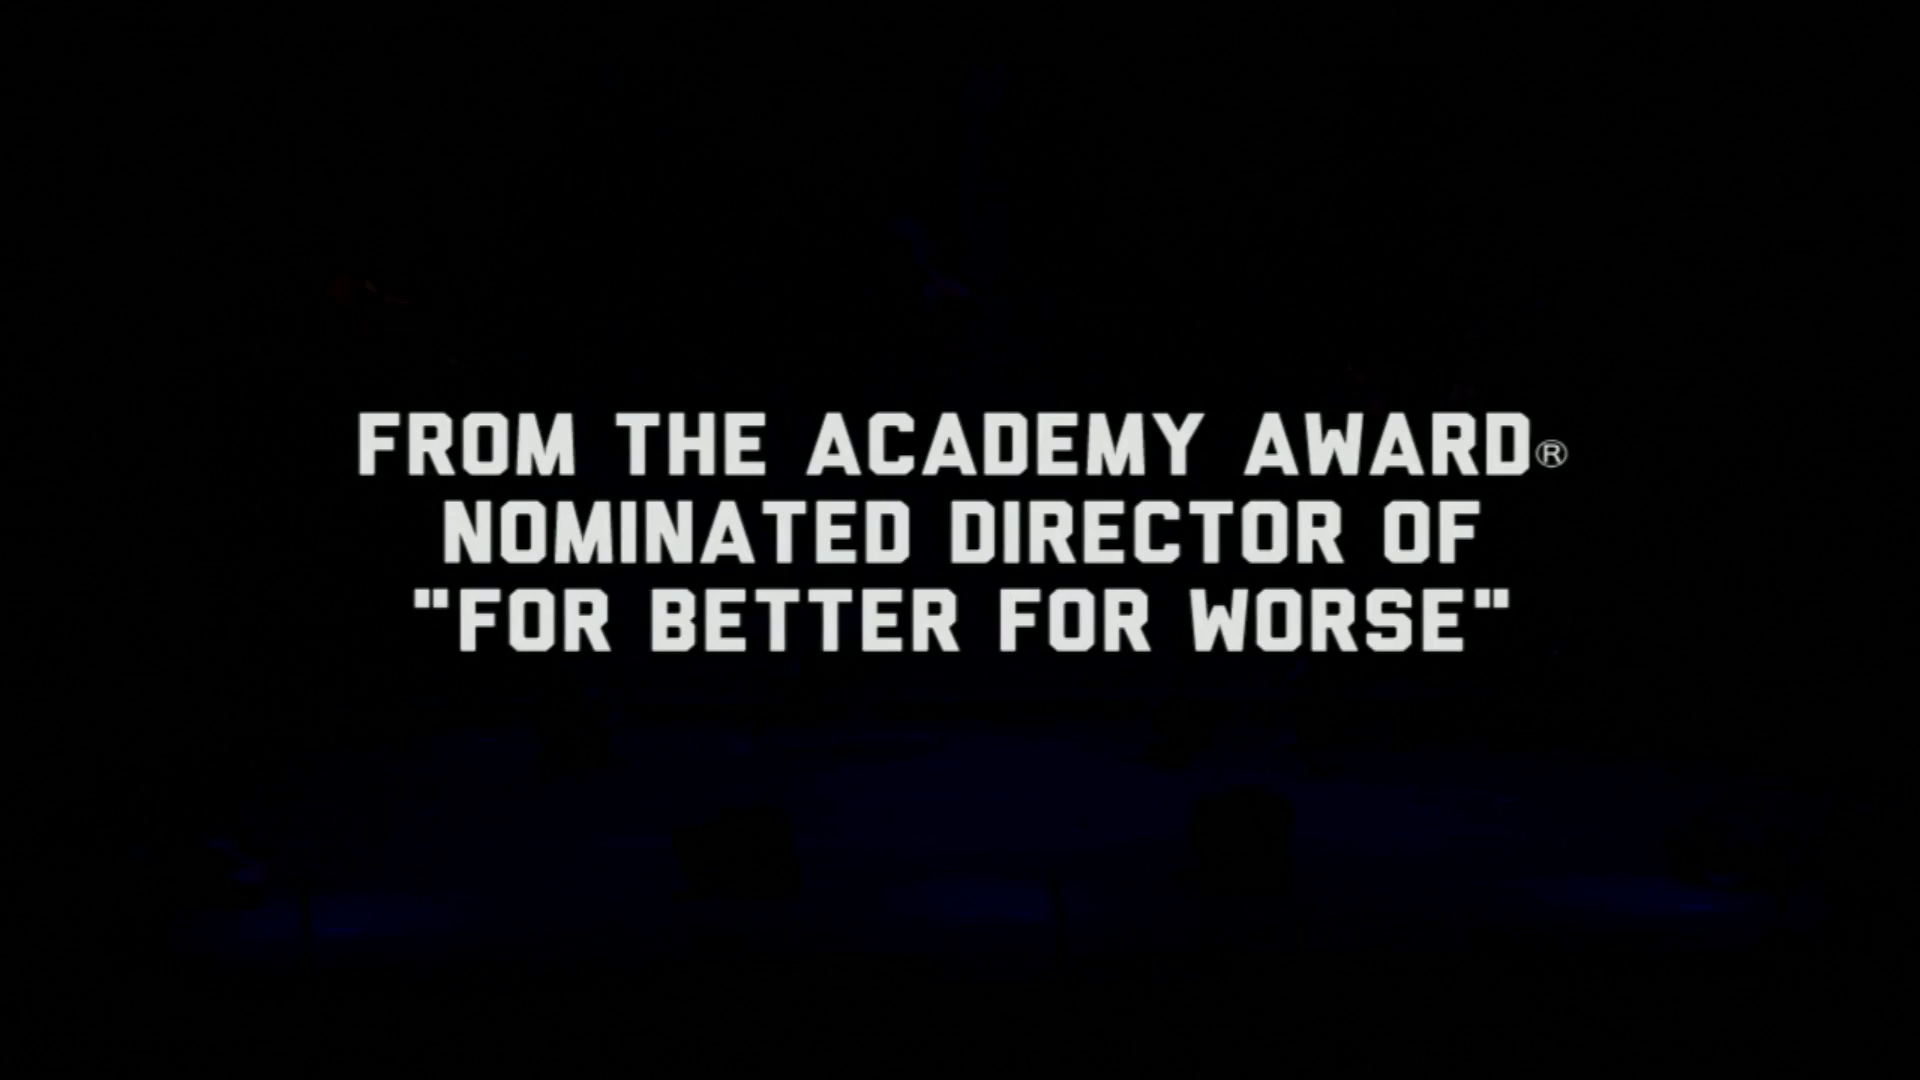 FROM THE ACADEMY AWARD®
NOMINATED DIRECTOR OF
"FOR BETTER FOR WORSE"